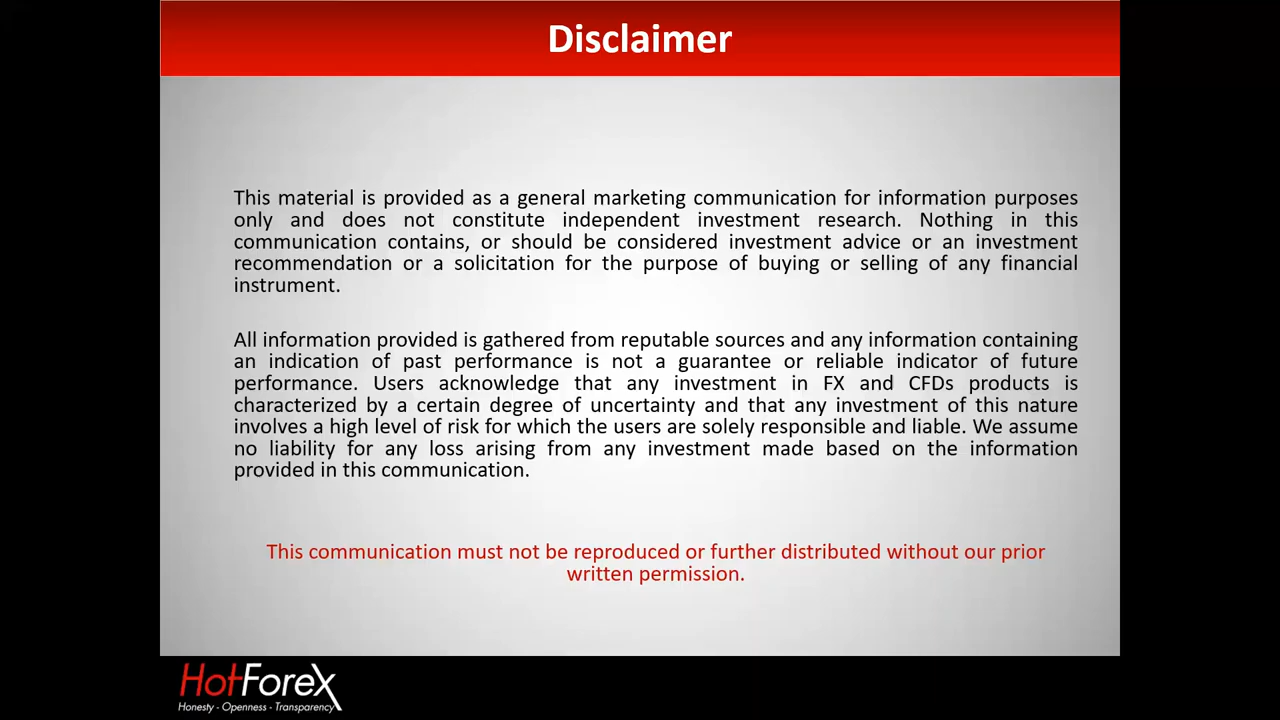 Disclaimer
This material is provided as a general marketing communication for information purposes
only and does not constitute independent investment research. Nothing in this
communication contains, or should be considered investment advice or an investment
recommendation or a solicitation for the purpose of buying or selling of any financial
instrument.
All information provided is gathered from reputable sources and any information containing
an indication of past performance is not a guarantee or reliable indicator of future
performance. Users acknowledge that any investment in FX and CFDs products is
characterized by a certain degree of uncertainty and that any investment of this nature
involves a high level of risk for which the users are solely responsible and liable. We assume
no liability for any loss arising from any investment made based on the information
provided in this communication.
This communication must not be reproduced or further distributed without our prior
written permission.
HotForex
Honesty - Openness - Transparency